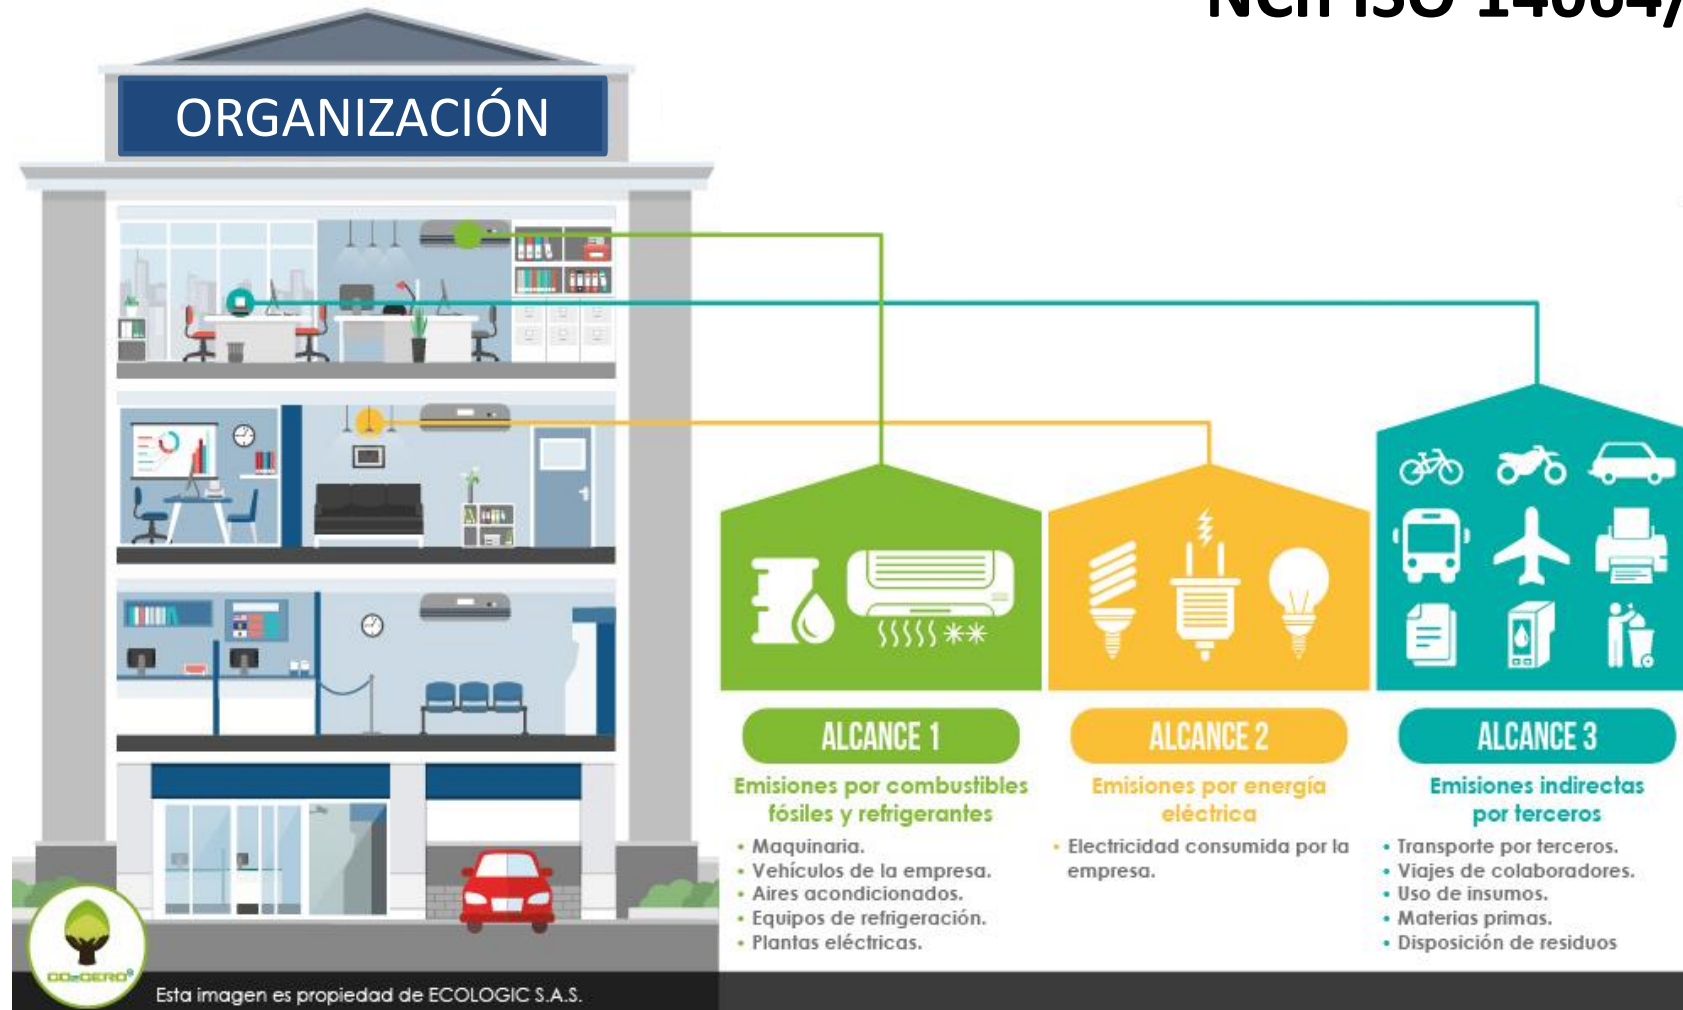 NCh ISO 14064/
ORGANIZACIÓN
ALCANCE 1
Emisiones por combustibles
fósiles y refrigerantes
• Maquinaria.
• Vehículos de la empresa.
• Aires acondicionados.
• Equipos de refrigeración.
• Plantas eléctricas.
ALCANCE 2
Emisiones por energía
eléctrica
• Electricidad consumida por la
empresa.
ALCANCE 3
Emisiones indirectas
por terceros
• Transporte por terceros.
• Viajes de colaboradores.
• Uso de insumos.
• Materias primas.
• Disposición de residuos
CO2CERO®
Esta imagen es propiedad de ECOLOGIC S.A.S.